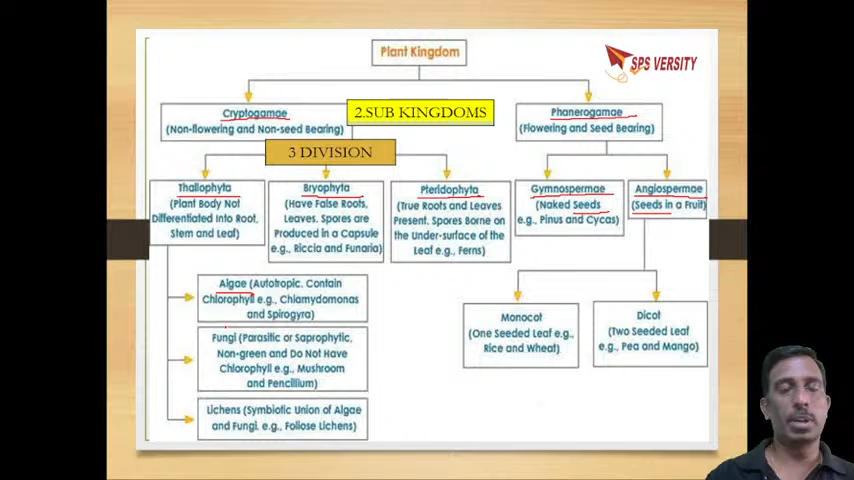 Plant Kingdom
SPS VERSITY
Cryptogamae
(Non-flowering and Non-seed Bearing)
2.SUB KINGDOMS
Phanerogamae
(Flowering and Seed Bearing)
3 DIVISION
Thallophyta
(Plant Body Not
Differentiated Into Root,
Stem and Leaf)
Bryophyta
(Have False Roots,
Leaves. Spores are
Produced in a Capsule
e.g., Riccia and Funaria)
Pteridophyta
(True Roots and Leaves
Present. Spores Borne on
the Under-surface of the
Leaf e.g., Ferns)
Gymnospermae
(Naked Seeds
e.g., Pinus and Cycas)
Angiospermae
(Seeds in a Fruit)
Algae (Autotropic. Contain
Chlorophyll e.g., Chlamydomonas
and Spirogyra)
Fungi (Parasitic or Saprophytic,
Non-green and Do Not Have
Chlorophyll e.g., Mushroom
and Pencillium)
Lichens (Symbiotic Union of Algae
and Fungi. e.g., Foliose Lichens)
Monocot
(One Seeded Leaf e.g.,
Rice and Wheat)
Dicot
(Two Seeded Leaf
e.g., Pea and Mango)